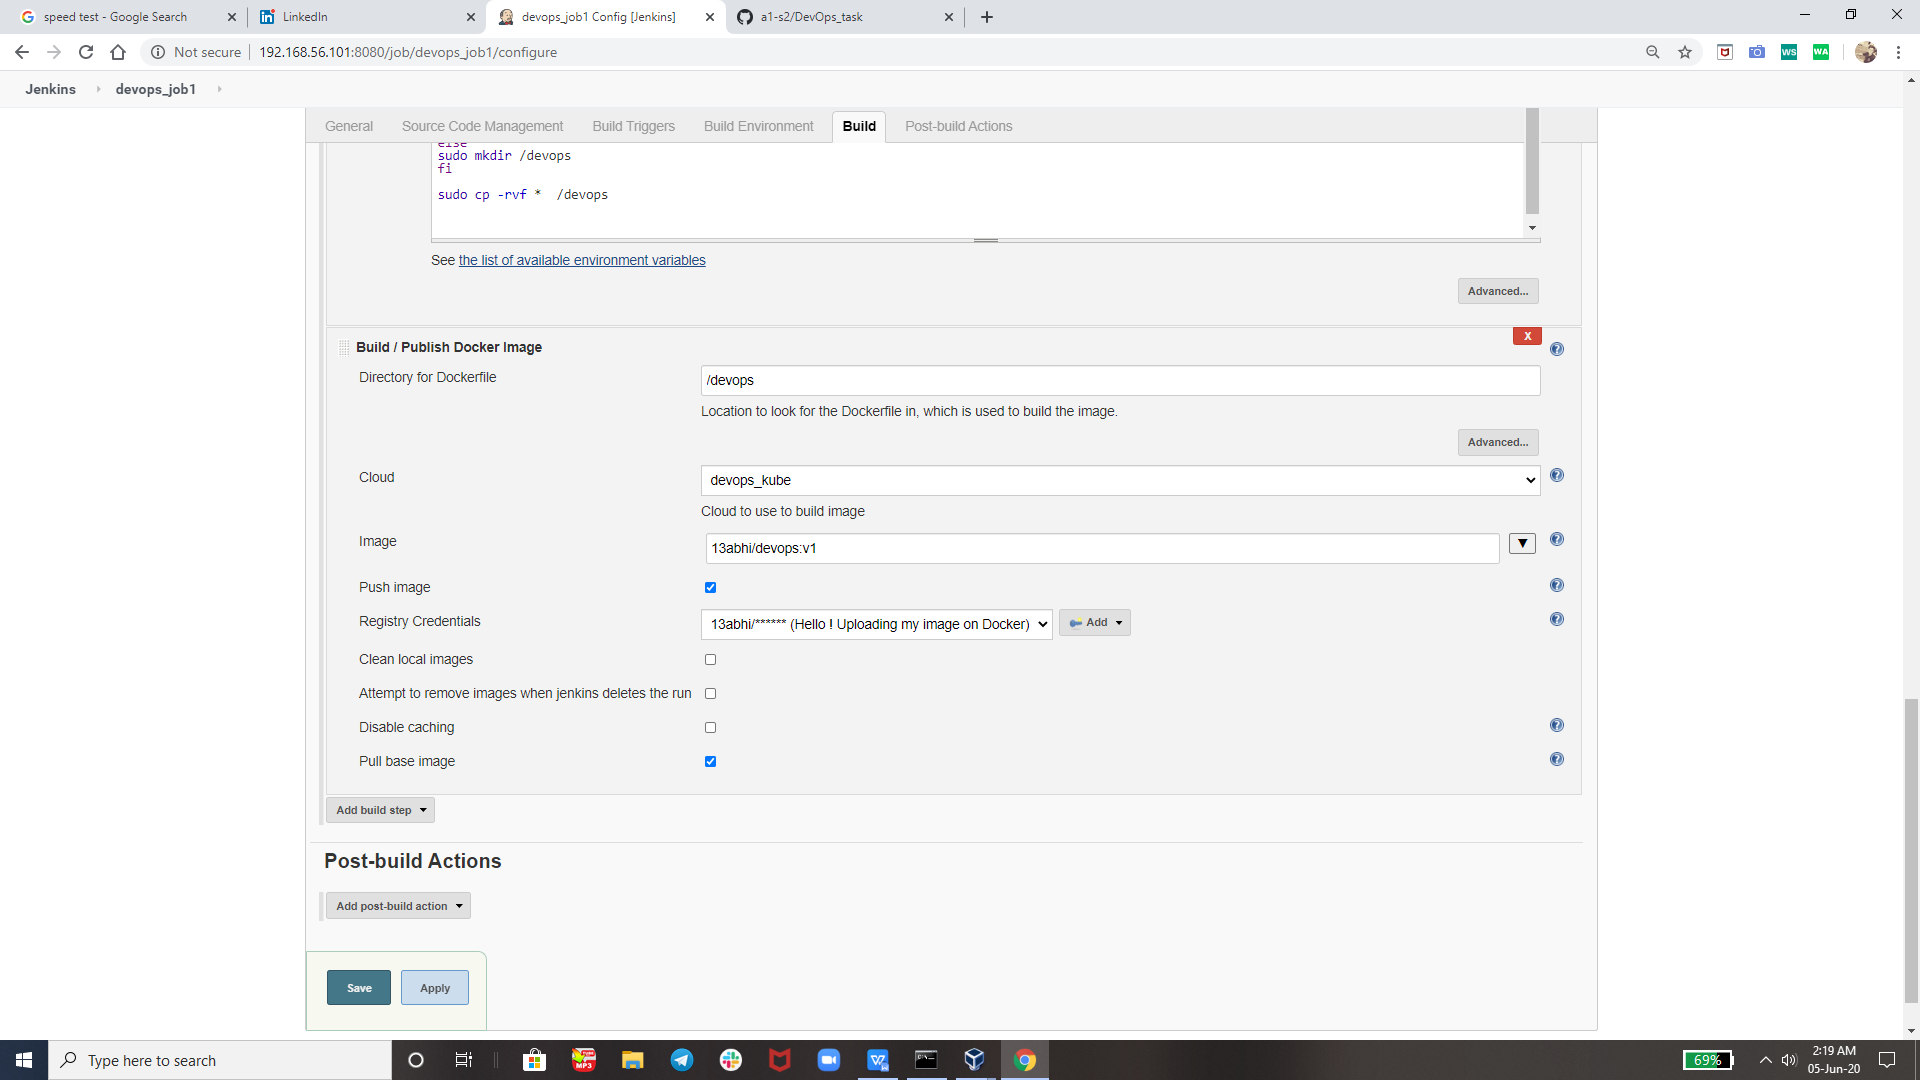 speed test - Google Search
LinkedIn
devops_job1 Config [Jenkins]
a1-s2/DevOps_task
Not secure
192.168.56.101:8080/job/devops_job1/configure
Jenkins
devops_job1
General
Source Code Management
Build Triggers
Build Environment
Build
Post-build Actions
else
sudo mkdir /devops
fi
sudo cp -rvf *  /devops
See the list of available environment variables
Advanced...
X
Build / Publish Docker Image
Directory for Dockerfile
/devops
Location to look for the Dockerfile in, which is used to build the image.
Advanced...
Cloud
devops_kube
Cloud to use to build image
Image
13abhi/devops:v1
Push image
Registry Credentials
13abhi/****** (Hello ! Uploading my image on Docker)
Add
Clean local images
Attempt to remove images when jenkins deletes the run
Disable caching
Pull base image
Add build step
Post-build Actions
Add post-build action
Save
Apply
Type here to search
MP3
69%
2:19 AM
05-Jun-20
WS
WA